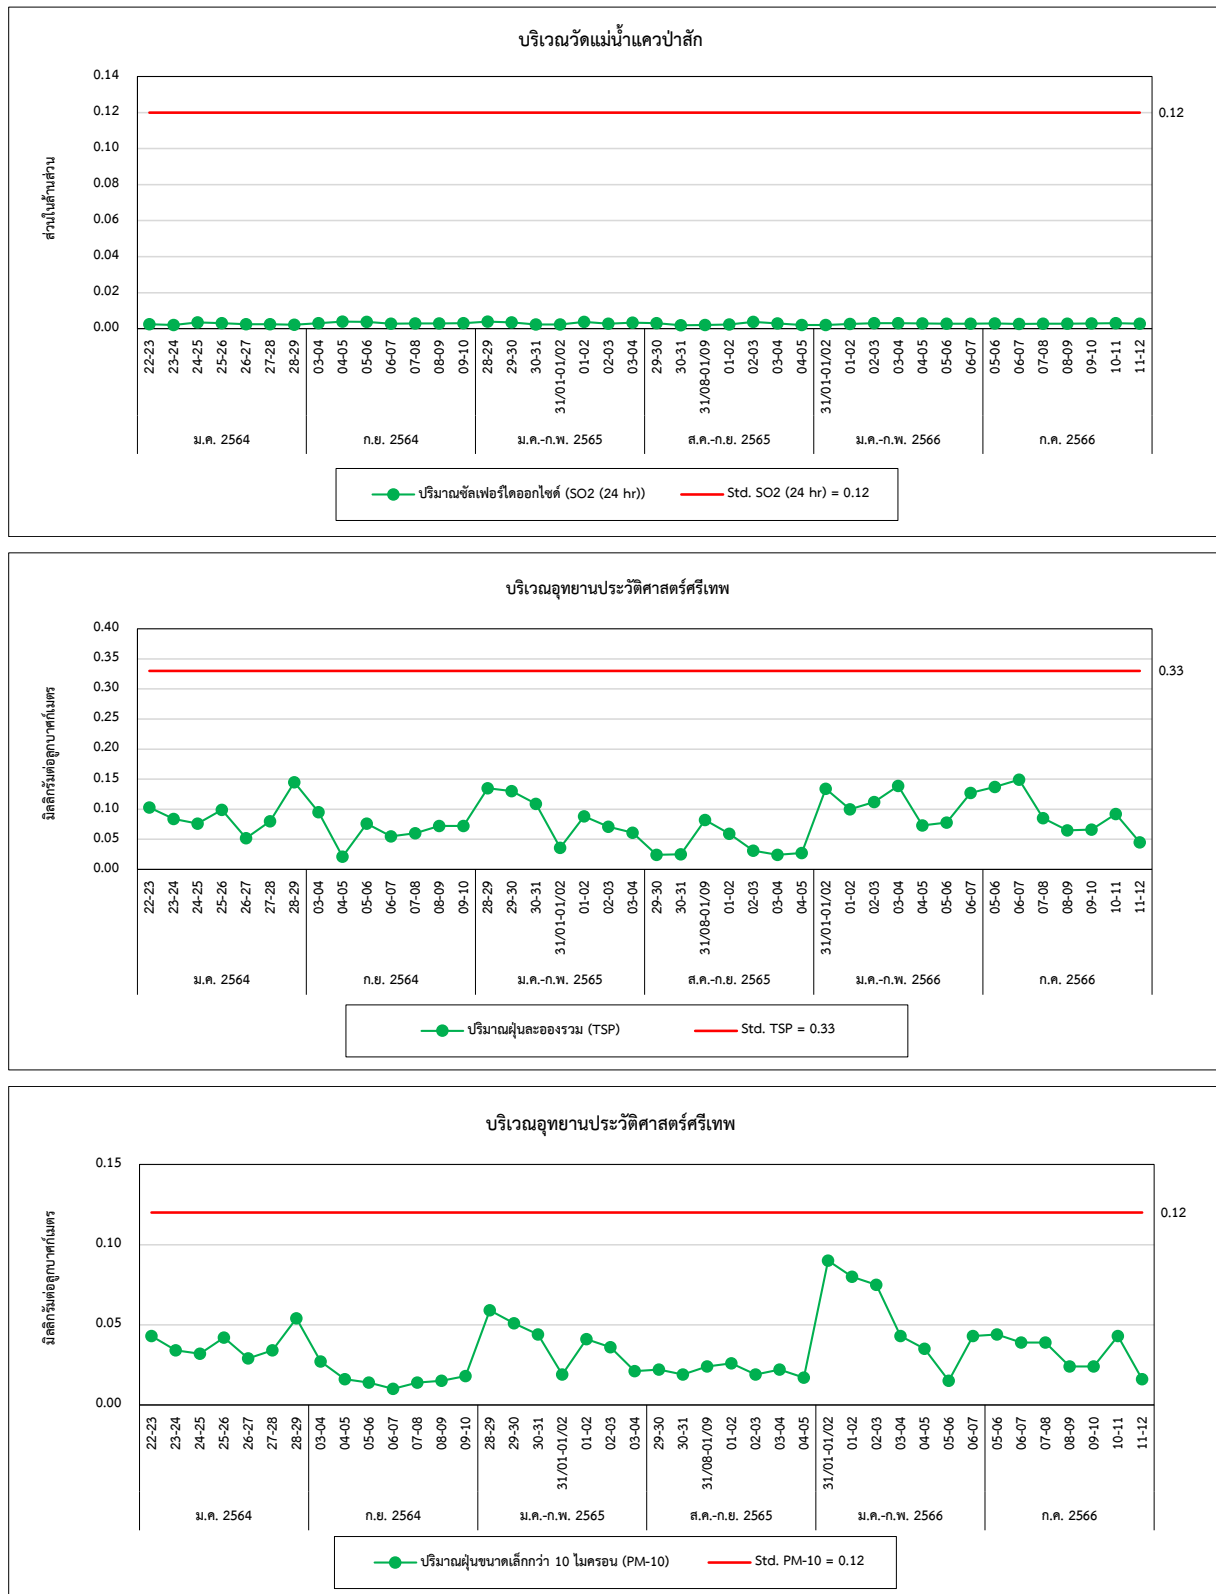 บริเวณวัดแม่น้ำแควป่าสัก
ส่วนในล้านส่วน
0.14
0.12
0.10
0.08
0.06
0.04
0.02
0.00
0.12
22-23 23-24 24-25 25-26 26-27 27-28 28-29 03-04 04-05 05-06 06-07 07-08 08-09 09-10 28-29 29-30 30-31 31/01-01/02 01-02 02-03 03-04 29-30 30-31 31/08-01/09 01-02 02-03 03-04 04-05 31/01-01/02 01-02 02-03 03-04 04-05 05-06 06-07 05-06 06-07 07-08 08-09 09-10 10-11 11-12
ม.ค. 2564 ก.ย. 2564 ม.ค.-ก.พ. 2565 ส.ค.-ก.ย. 2565 ม.ค.-ก.พ. 2566 ก.ค. 2566
ปริมาณซัลเฟอร์ไดออกไซด์ (SO2 (24 hr)) Std. SO2 (24 hr) = 0.12
บริเวณอุทยานประวัติศาสตร์ศรีเทพ
มิลลิกรัมต่อลูกบาศก์เมตร
0.40
0.35
0.30
0.25
0.20
0.15
0.10
0.05
0.00
0.33
22-23 23-24 24-25 25-26 26-27 27-28 28-29 03-04 04-05 05-06 06-07 07-08 08-09 09-10 28-29 29-30 30-31 31/01-01/02 01-02 02-03 03-04 29-30 30-31 31/08-01/09 01-02 02-03 03-04 04-05 31/01-01/02 01-02 02-03 03-04 04-05 05-06 06-07 05-06 06-07 07-08 08-09 09-10 10-11 11-12
ม.ค. 2564 ก.ย. 2564 ม.ค.-ก.พ. 2565 ส.ค.-ก.ย. 2565 ม.ค.-ก.พ. 2566 ก.ค. 2566
ปริมาณฝุ่นละอองรวม (TSP) Std. TSP = 0.33
บริเวณอุทยานประวัติศาสตร์ศรีเทพ
มิลลิกรัมต่อลูกบาศก์เมตร
0.15
0.10
0.05
0.00
0.12
22-23 23-24 24-25 25-26 26-27 27-28 28-29 03-04 04-05 05-06 06-07 07-08 08-09 09-10 28-29 29-30 30-31 31/01-01/02 01-02 02-03 03-04 29-30 30-31 31/08-01/09 01-02 02-03 03-04 04-05 31/01-01/02 01-02 02-03 03-04 04-05 05-06 06-07 05-06 06-07 07-08 08-09 09-10 10-11 11-12
ม.ค. 2564 ก.ย. 2564 ม.ค.-ก.พ. 2565 ส.ค.-ก.ย. 2565 ม.ค.-ก.พ. 2566 ก.ค. 2566
ปริมาณฝุ่นขนาดเล็กกว่า 10 ไมครอน (PM-10) Std. PM-10 = 0.12